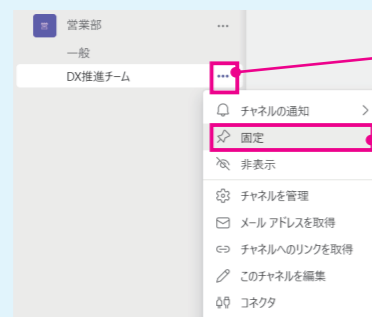 営 営業部 …
一般
DX推進チーム …
チャネルの通知 >
固定
非表示
チャネルを管理
メール アドレスを取得
チャネルへのリンクを取得
このチャネルを編集
コネクタ